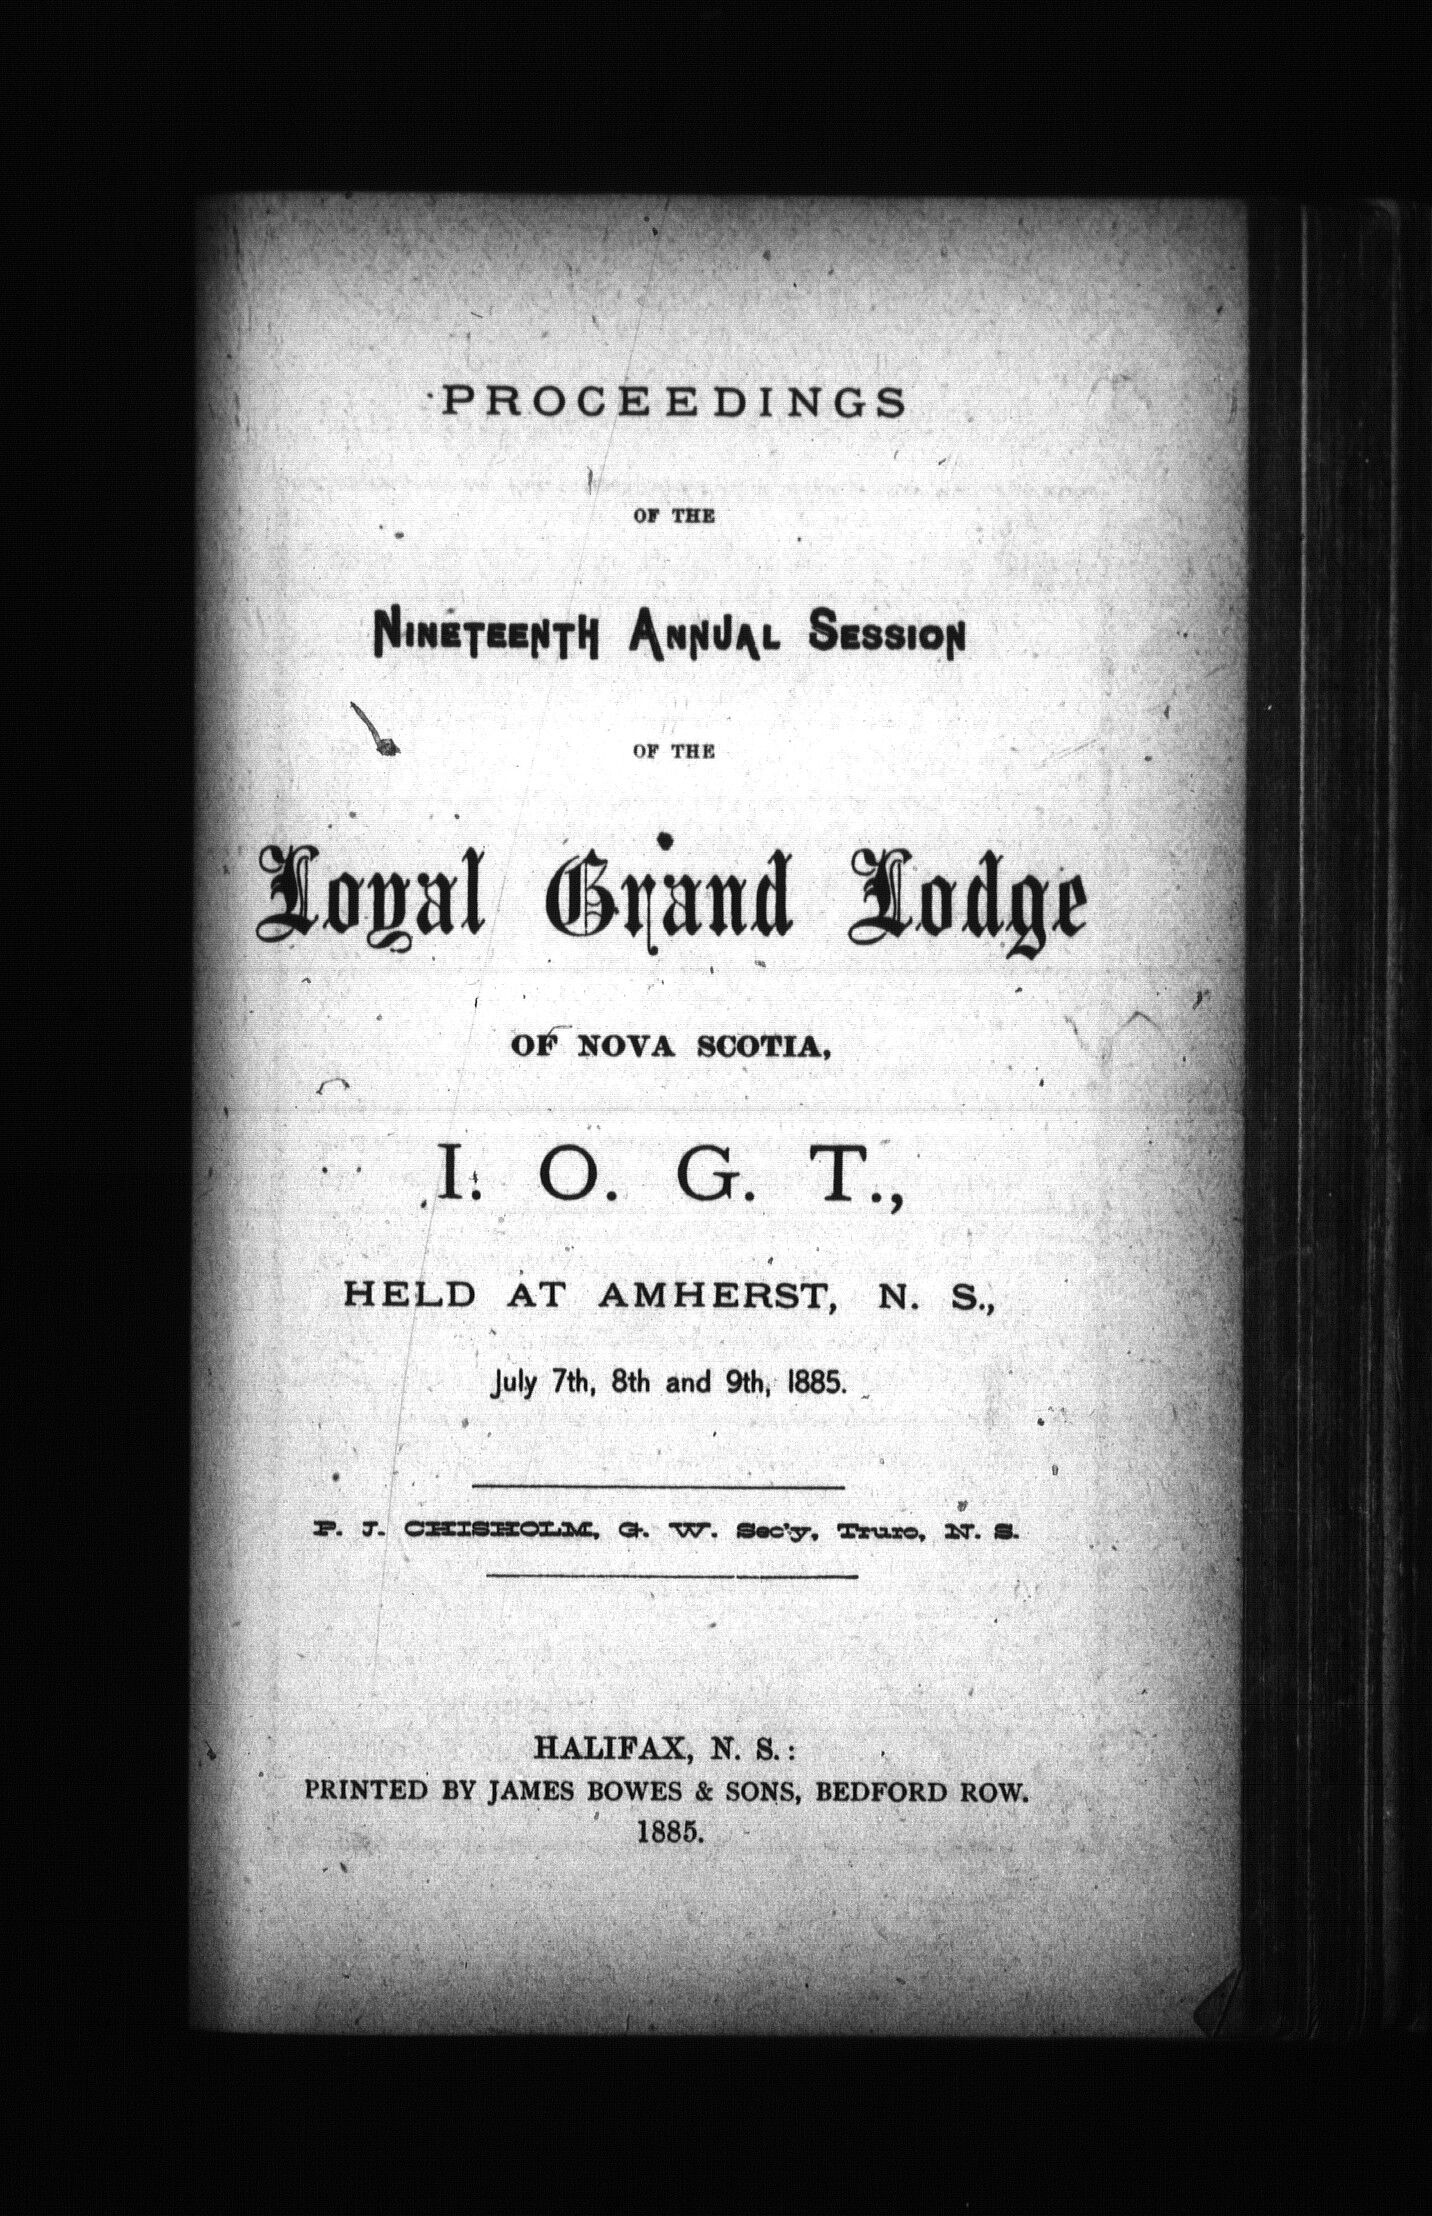 PROCEEDINGS
OF THE
NINETEENTH ANNUAL SESSION
OF THE
Loyal Grand Lodge
OF NOVA SCOTIA,
I. O. G. T.,
HELD AT AMHERST, N. S.,
July 7th, 8th and 9th, 1885.
P. J. CHISHOLM, G. W. Sec'y, Truro, N. S.
HALIFAX, N. S.:
PRINTED BY JAMES BOWES & SONS, BEDFORD ROW.
1885.